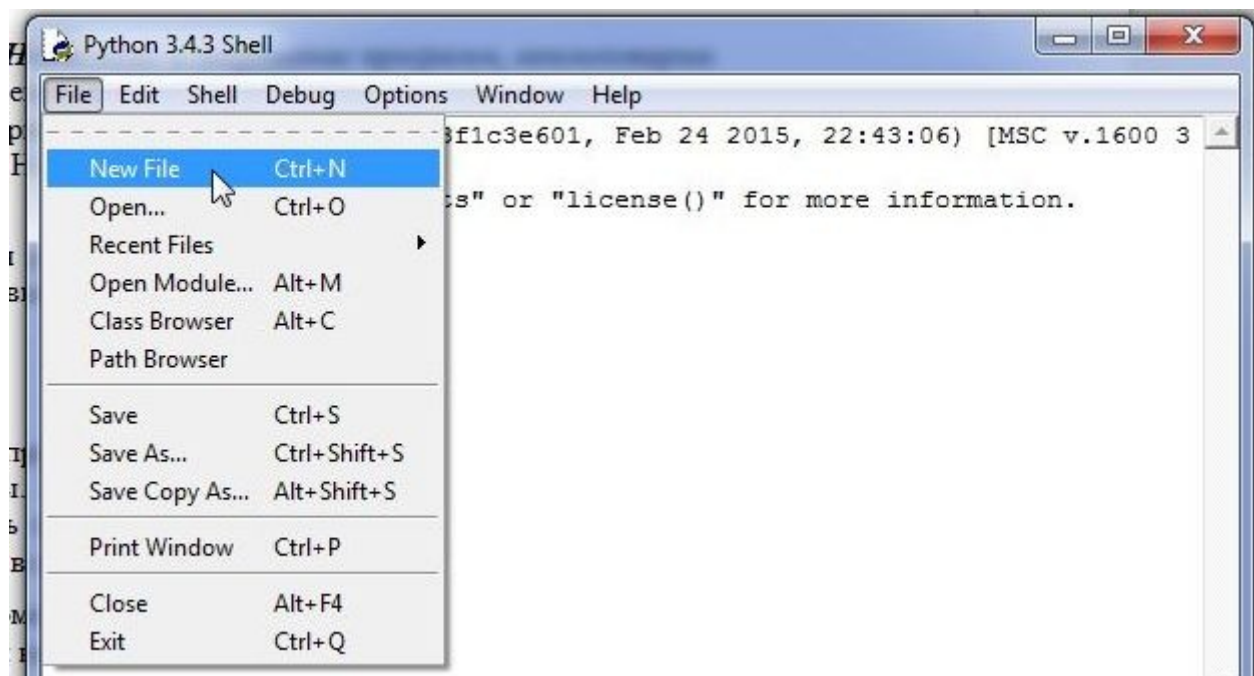 Python 3.4.3 Shell
File Edit Shell Debug Options Window Help
3f1c3e601, Feb 24 2015, 22:43:06) [MSC v.1600 3
New File Ctrl+N
ts" or "license()" for more information.
Open... Ctrl+O
Recent Files
Open Module... Alt+M
Class Browser Alt+C
Path Browser
Save Ctrl+S
Save As... Ctrl+Shift+S
Save Copy As... Alt+Shift+S
Print Window Ctrl+P
Close Alt+F4
Exit Ctrl+Q